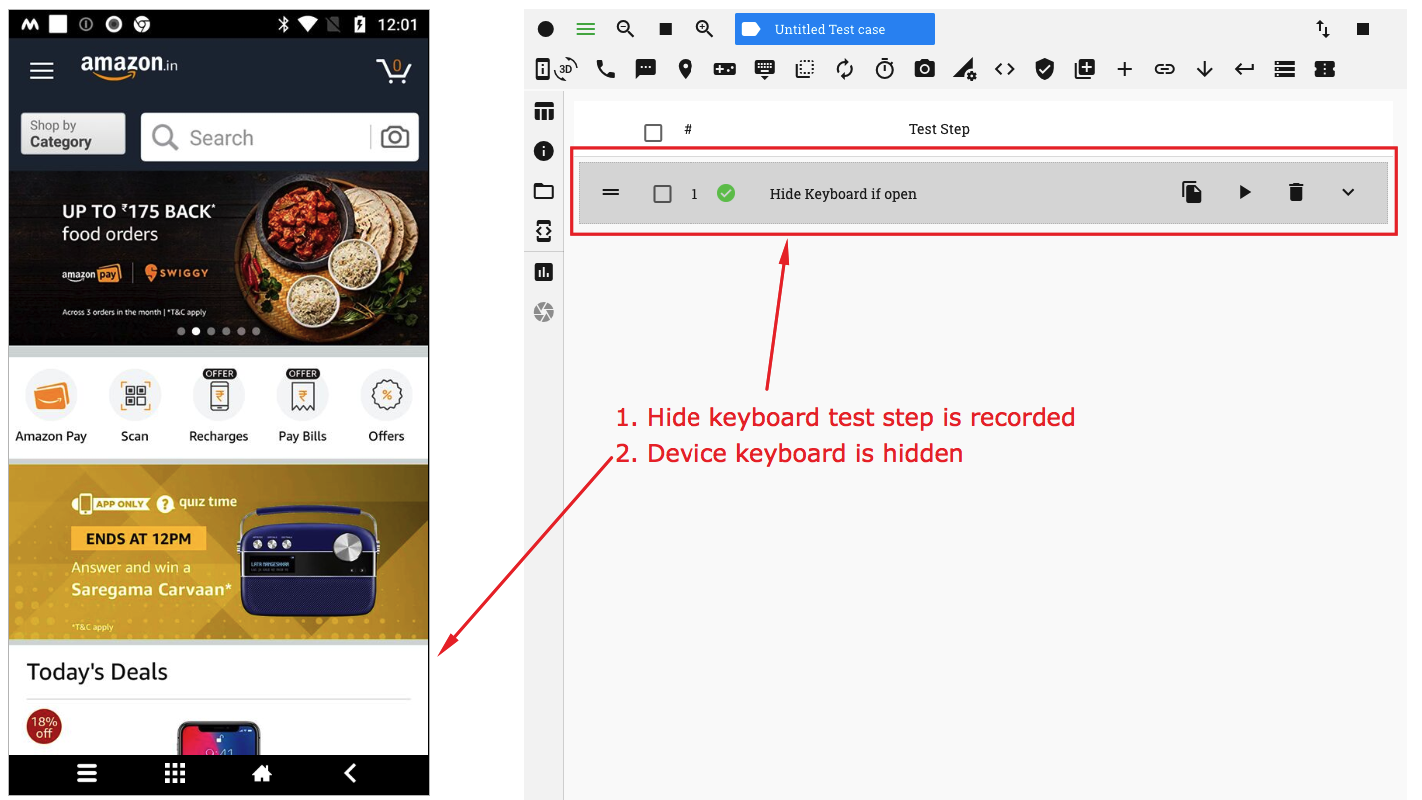 12:01
amazon.in
0
Shop by
Category
Search
UP TO ₹175 BACK*
food orders
amazon pay | SWIGGY
Across 3 orders in the month | *T&C apply
OFFER
OFFER
Amazon Pay
Scan
Recharges
Pay Bills
Offers
APP ONLY ? quiz time
ENDS AT 12PM
Answer and win a
Saregama Carvaan*
*T&C apply
Today's Deals
18%
off
9:41
Untitled Test case
3D
# Test Step
1 Hide Keyboard if open
1. Hide keyboard test step is recorded
2. Device keyboard is hidden